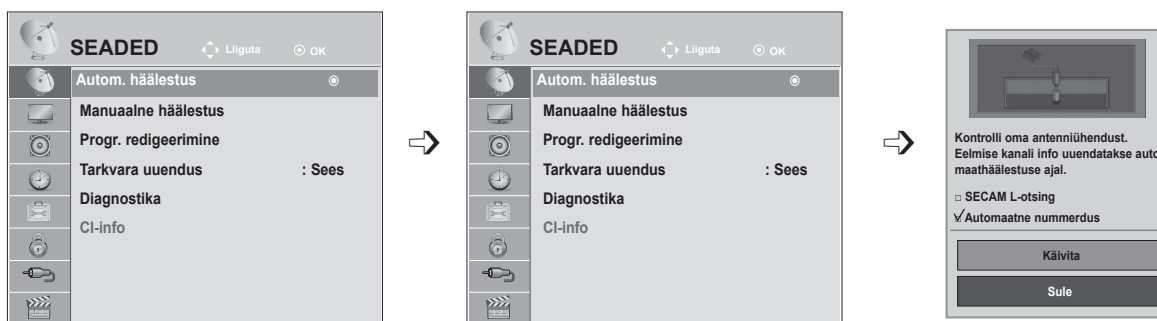 SEADED Liiguta OK
Autom. häälestus
Manuaalne häälestus
Progr. redigeerimine
Tarkvara uuendus : Sees
Diagnostika
CI-info
SEADED Liiguta OK
Autom. häälestus
Manuaalne häälestus
Progr. redigeerimine
Tarkvara uuendus : Sees
Diagnostika
CI-info
Kontrolli oma antenniühendust.
Eelmise kanali info uuendatakse auto
maathäälestuse ajal.
SECAM L-otsing
Automaatne nummerdus
Käivita
Sule